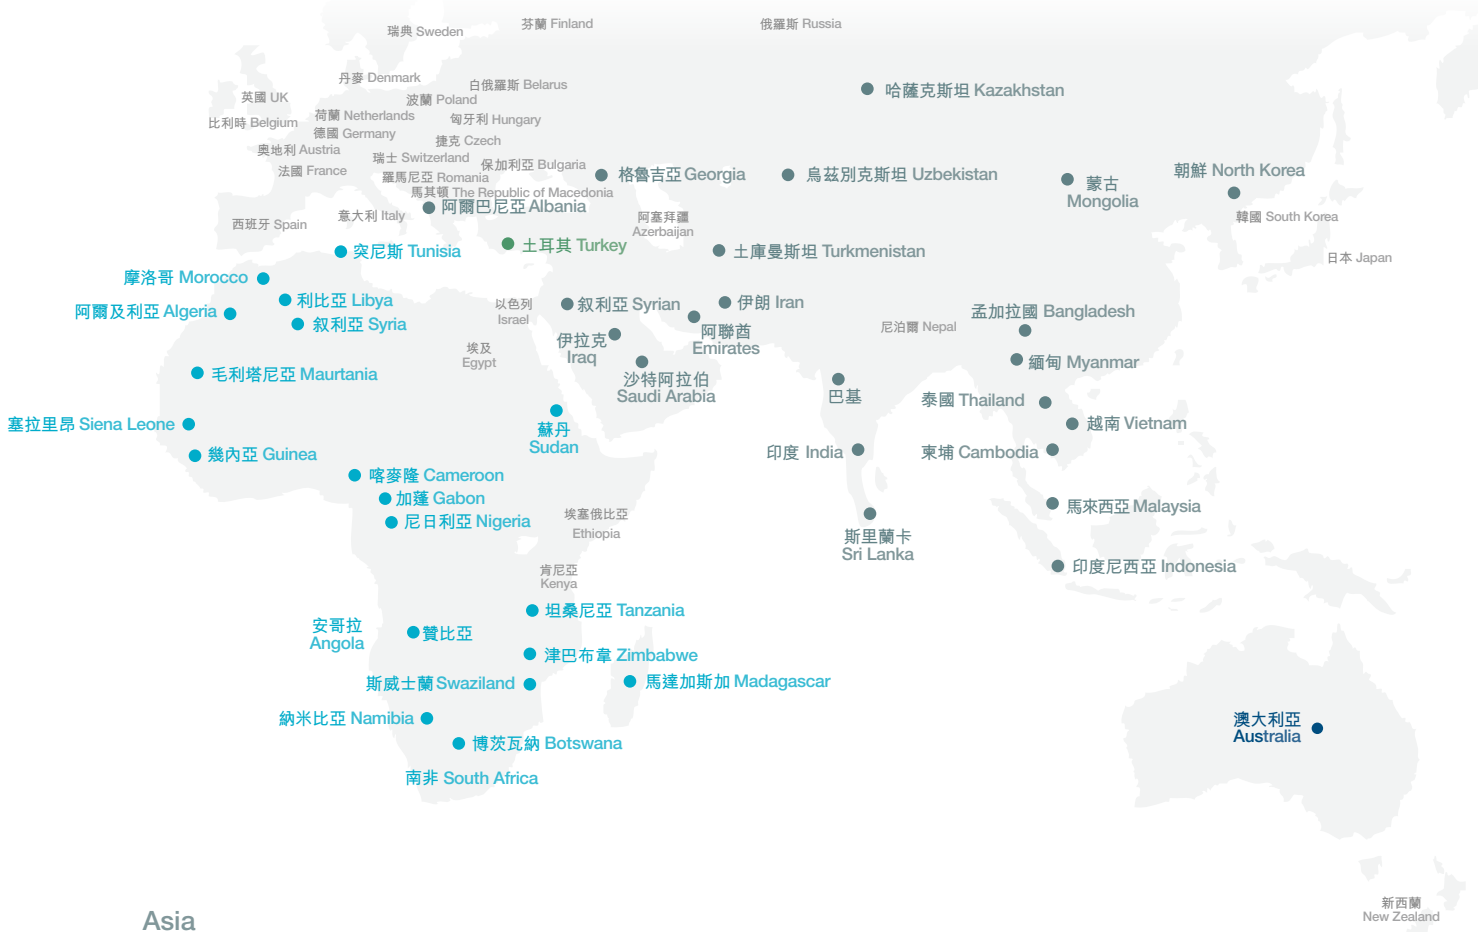 瑞典 Sweden
芬蘭 Finland
俄羅斯 Russia
丹麥 Denmark
白俄羅斯 Belarus
哈薩克斯坦 Kazakhstan
英國 UK
波蘭 Poland
荷蘭 Netherlands
匈牙利 Hungary
比利時 Belgium
德國 Germany
捷克 Czech
奧地利 Austria
瑞士 Switzerland
保加利亞 Bulgaria
法國 France
羅馬尼亞 Romania
格魯吉亞 Georgia
烏茲別克斯坦 Uzbekistan
蒙古
Mongolia
朝鮮 North Korea
馬其頓 The Republic of Macedonia
阿爾巴尼亞 Albania
意大利 Italy
西班牙 Spain
阿塞拜疆
Azerbaijan
韓國 South Korea
突尼斯 Tunisia
土耳其 Turkey
土庫曼斯坦 Turkmenistan
日本 Japan
摩洛哥 Morocco
利比亞 Libya
阿爾及利亞 Algeria
叙利亞 Syria
以色列
Israel
叙利亞 Syrian
伊朗 Iran
孟加拉國 Bangladesh
尼泊爾 Nepal
埃及
Egypt
伊拉克
Iraq
阿聯酋
Emirates
緬甸 Myanmar
毛利塔尼亞 Maurtania
沙特阿拉伯
Saudi Arabia
巴基
泰國 Thailand
塞拉里昂 Siena Leone
蘇丹
Sudan
越南 Vietnam
幾內亞 Guinea
印度 India
柬埔 Cambodia
喀麥隆 Cameroon
加蓬 Gabon
尼日利亞 Nigeria
埃塞俄比亞
Ethiopia
馬來西亞 Malaysia
斯里蘭卡
Sri Lanka
肯尼亞
Kenya
印度尼西亞 Indonesia
坦桑尼亞 Tanzania
安哥拉
Angola
贊比亞
津巴布韋 Zimbabwe
斯威士蘭 Swaziland
馬達加斯加 Madagascar
納米比亞 Namibia
博茨瓦納 Botswana
澳大利亞
Australia
南非 South Africa
新西蘭
New Zealand
Asia